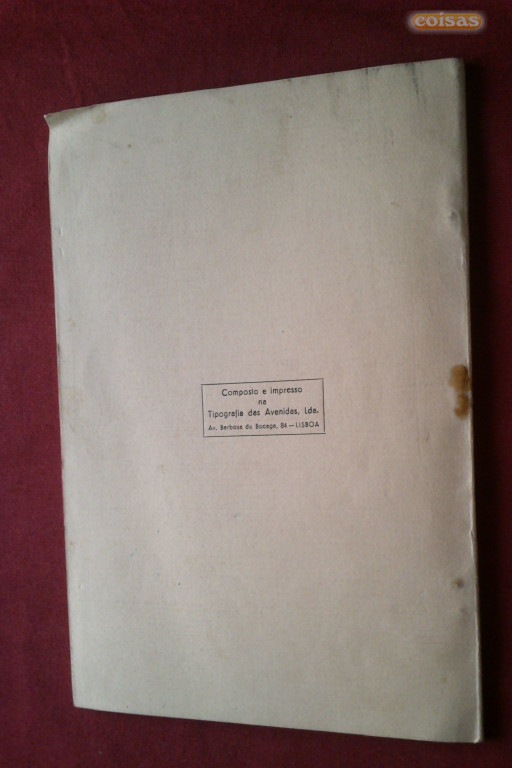 coisas
Composto e impresso
na
Tipografia das Avenidas, Lda.
Av. Barbosa du Bocage, 84 — LISBOA